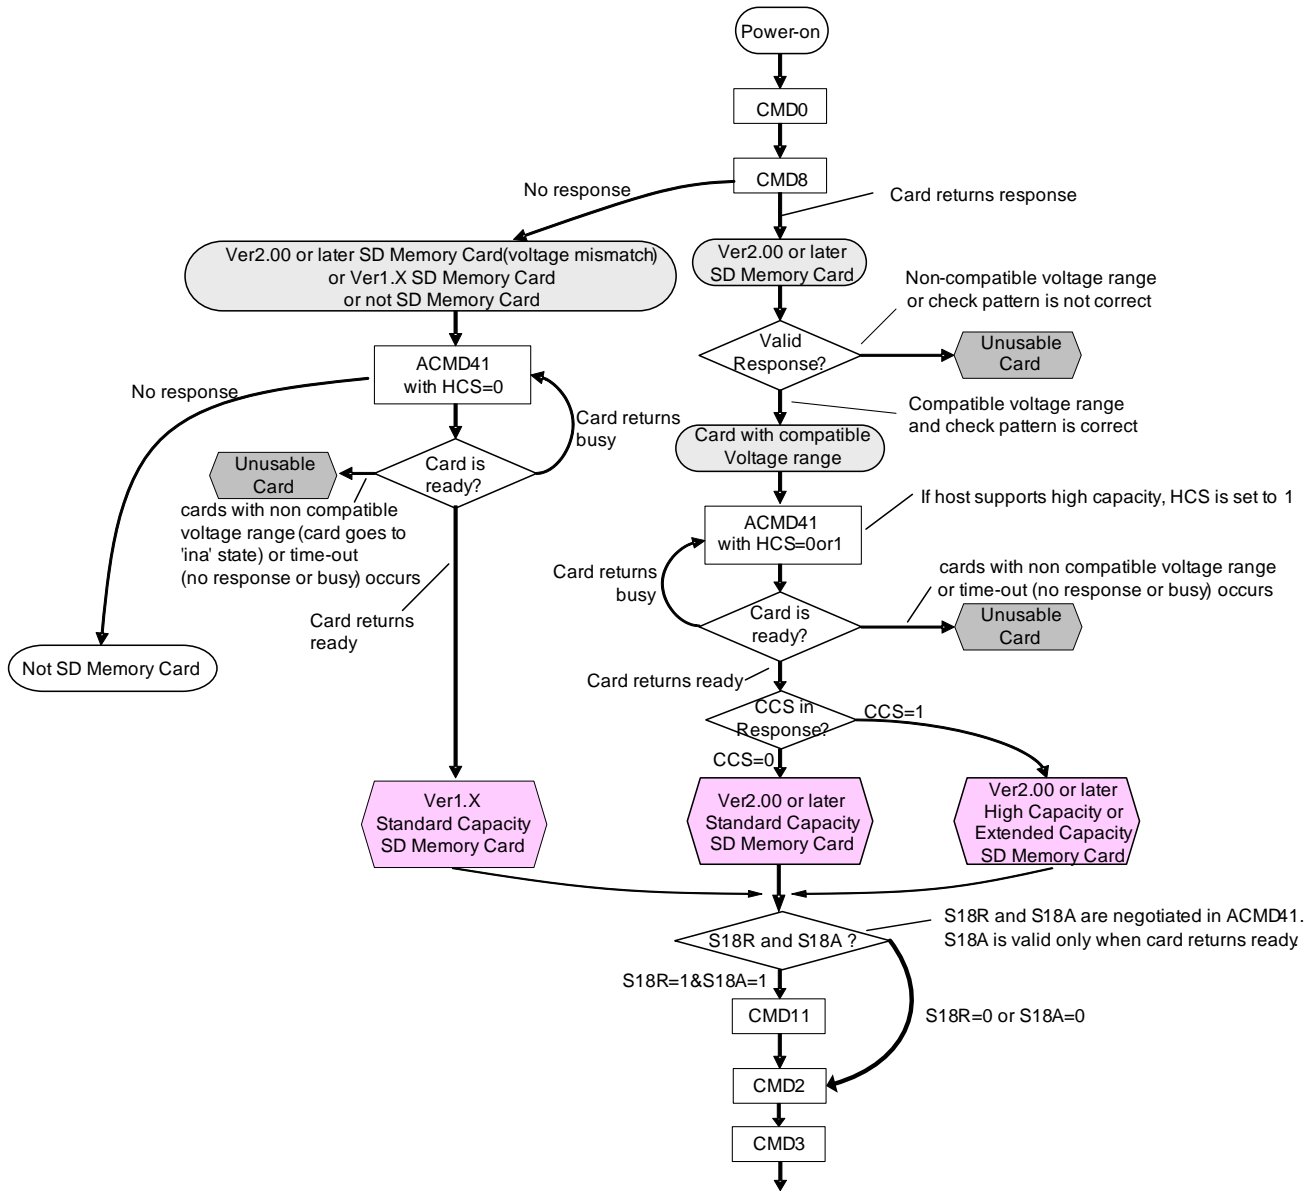 Power-on
CMD0
CMD8
No response
Card returns response
Ver2.00 or later SD Memory Card(voltage mismatch)
or Ver1.X SD Memory Card
or not SD Memory Card
Ver2.00 or later
SD Memory Card
Non-compatible voltage range
or check pattern is not correct
Valid
Response?
Unusable
Card
ACMD41
with HCS=0
No response
Card returns
busy
Compatible voltage range
and check pattern is correct
Card with compatible
Voltage range
Card is
ready?
Unusable
Card
cards with non compatible
voltage range (card goes to
'ina' state) or time-out
(no response or busy) occurs
If host supports high capacity, HCS is set to 1
ACMD41
with HCS=0or1
Card returns
busy
cards with non compatible voltage range
or time-out (no response or busy) occurs
Card is
ready?
Unusable
Card
Card returns
ready
Not SD Memory Card
Card returns ready
CCS in
Response?
CCS=1
CCS=0
Ver1.X
Standard Capacity
SD Memory Card
Ver2.00 or later
Standard Capacity
SD Memory Card
Ver2.00 or later
High Capacity or
Extended Capacity
SD Memory Card
S18R and S18A ?
S18R and S18A are negotiated in ACMD41.
S18A is valid only when card returns ready.
S18R=1&S18A=1
CMD11
S18R=0 or S18A=0
CMD2
CMD3